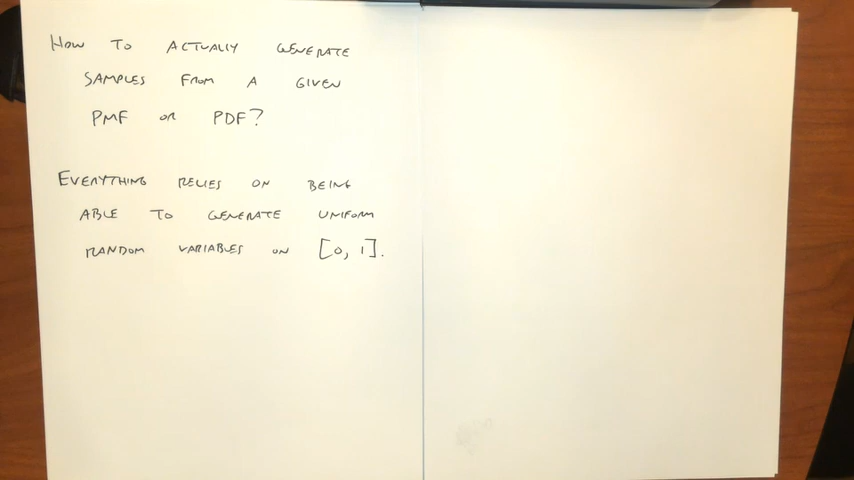 HOW TO ACTUALLY GENERATE
SAMPLES FROM A GIVEN
PMF OR PDF?
EVERYTHING RELIES ON BEING
ABLE TO GENERATE UNIFORM
RANDOM VARIABLES ON [0, 1].